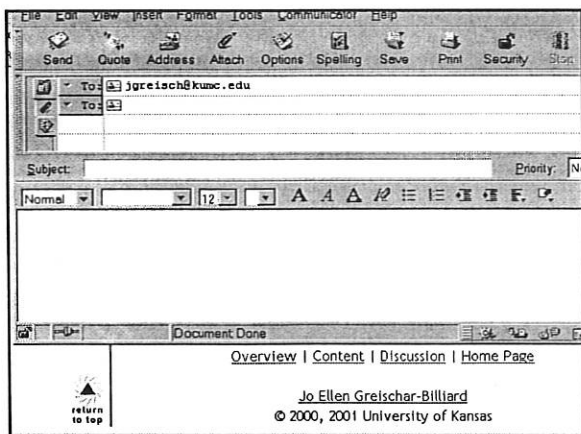 File Edit View Insert Format Tools Communicator Help
Send Quote Address Attach Options Spelling Save Print Security Stop
To: jgreisch@kumc.edu
To:
Subject: Priority: N
Normal 12 A A A
Document Done
Overview | Content | Discussion | Home Page
return
to top
Jo Ellen Greischar-Billiard
© 2000, 2001 University of Kansas